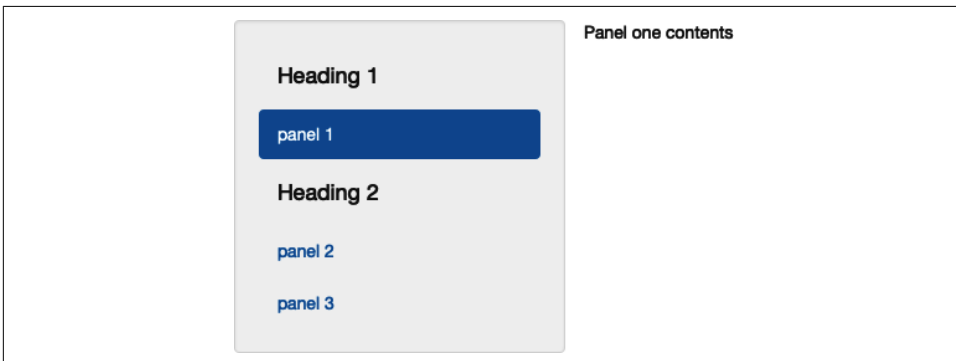 Heading 1
panel 1
Heading 2
panel 2
panel 3
Panel one contents